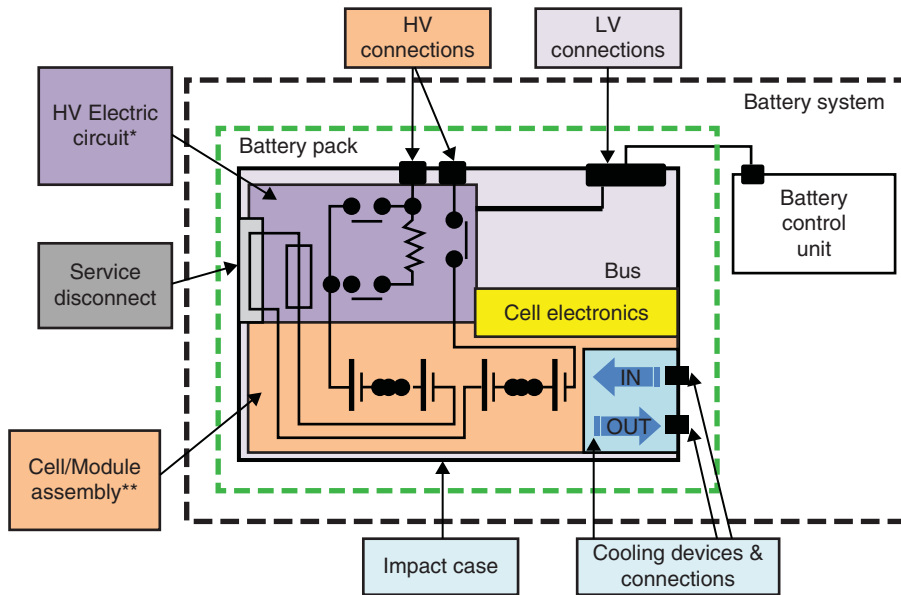 HV
connections
LV
connections
HV Electric
circuit*
Battery system
Battery pack
Battery
control
unit
Service
disconnect
Bus
Cell electronics
IN
OUT
Cell/Module
assembly**
Impact case
Cooling devices &
connections